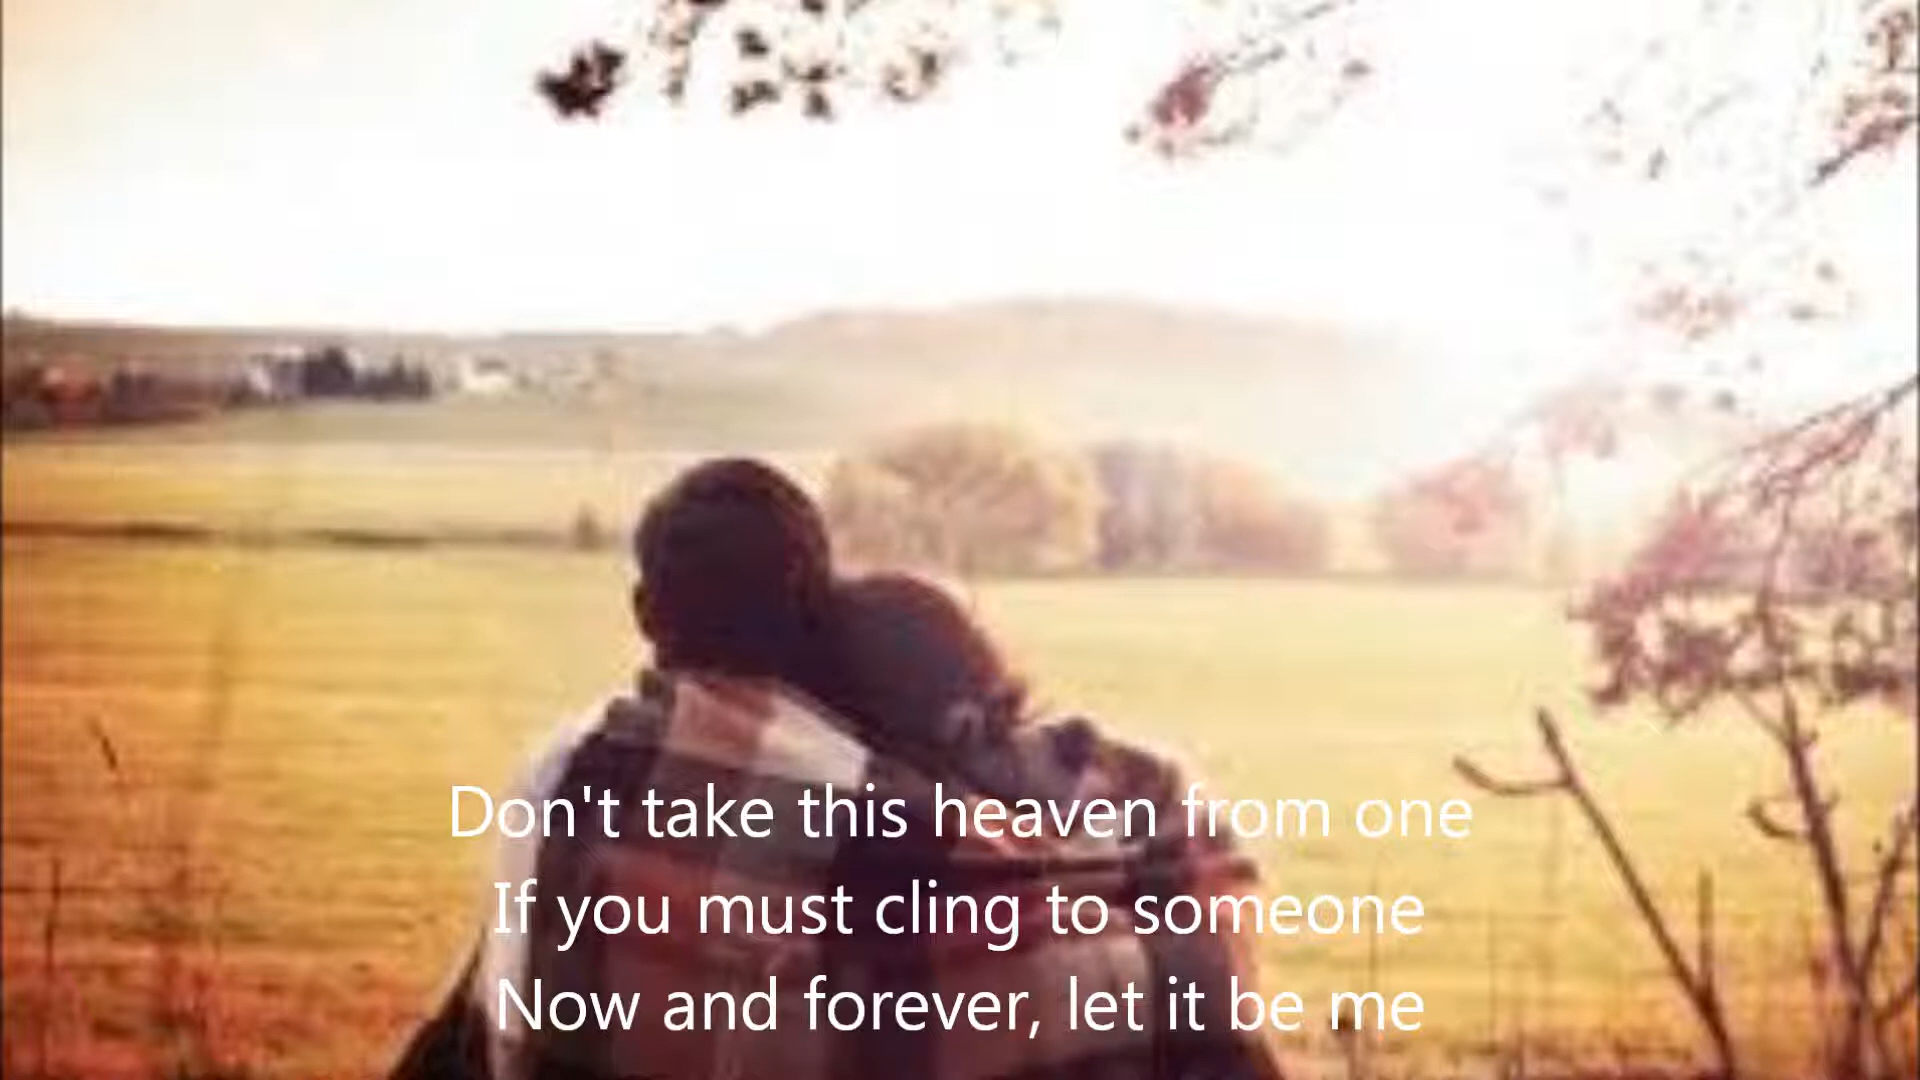 Don't take this heaven from one
If you must cling to someone
Now and forever, let it be me